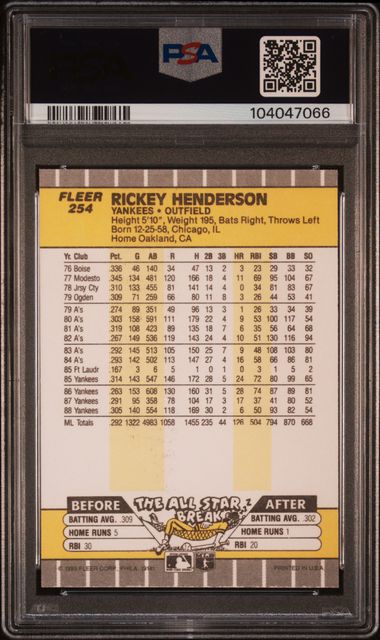 PSA
104047066
FLEER
254
RICKEY HENDERSON
YANKEES • OUTFIELD
Height 5'10", Weight 195, Bats Right, Throws Left
Born 12-25-58, Chicago, IL
Home Oakland, CA
Yr. Club Pct. G AB R H 2B 3B HR RBI SB BB SO
76 Boise .336 46 140 34 47 13 2 3 23 29 33 32
77 Modesto .345 134 481 120 166 18 4 11 69 95 104 67
78 Jrsy Cty .310 133 455 81 141 14 4 0 34 81 83 67
79 Ogden .309 71 259 66 80 11 8 3 26 44 53 41
79 A's .274 89 351 49 96 13 3 1 26 33 34 39
80 A's .303 158 591 111 179 22 4 9 53 100 117 54
81 A's .319 108 423 89 135 18 7 6 35 56 64 68
82 A's .267 149 536 119 143 24 4 10 51 130 116 94
83 A's .292 145 513 105 150 25 7 9 48 108 103 80
84 A's .293 142 502 113 147 27 4 16 58 66 86 81
85 Ft Laudr .167 3 6 5 1 0 1 0 3 1 5 2
85 Yankees .314 143 547 146 172 28 5 24 72 80 99 65
86 Yankees .263 153 608 130 160 31 5 28 74 87 89 81
87 Yankees .291 95 358 78 104 17 3 17 37 41 80 52
88 Yankees .305 140 554 118 169 30 2 6 50 93 82 54
ML Totals .292 1322 4983 1058 1455 235 44 126 504 794 870 668
BEFORE THE ALL STAR BREAK AFTER
BATTING AVG. .309 BATTING AVG. .302
HOME RUNS 5 HOME RUNS 1
RBI 30 RBI 20
PRINTED IN U.S.A.